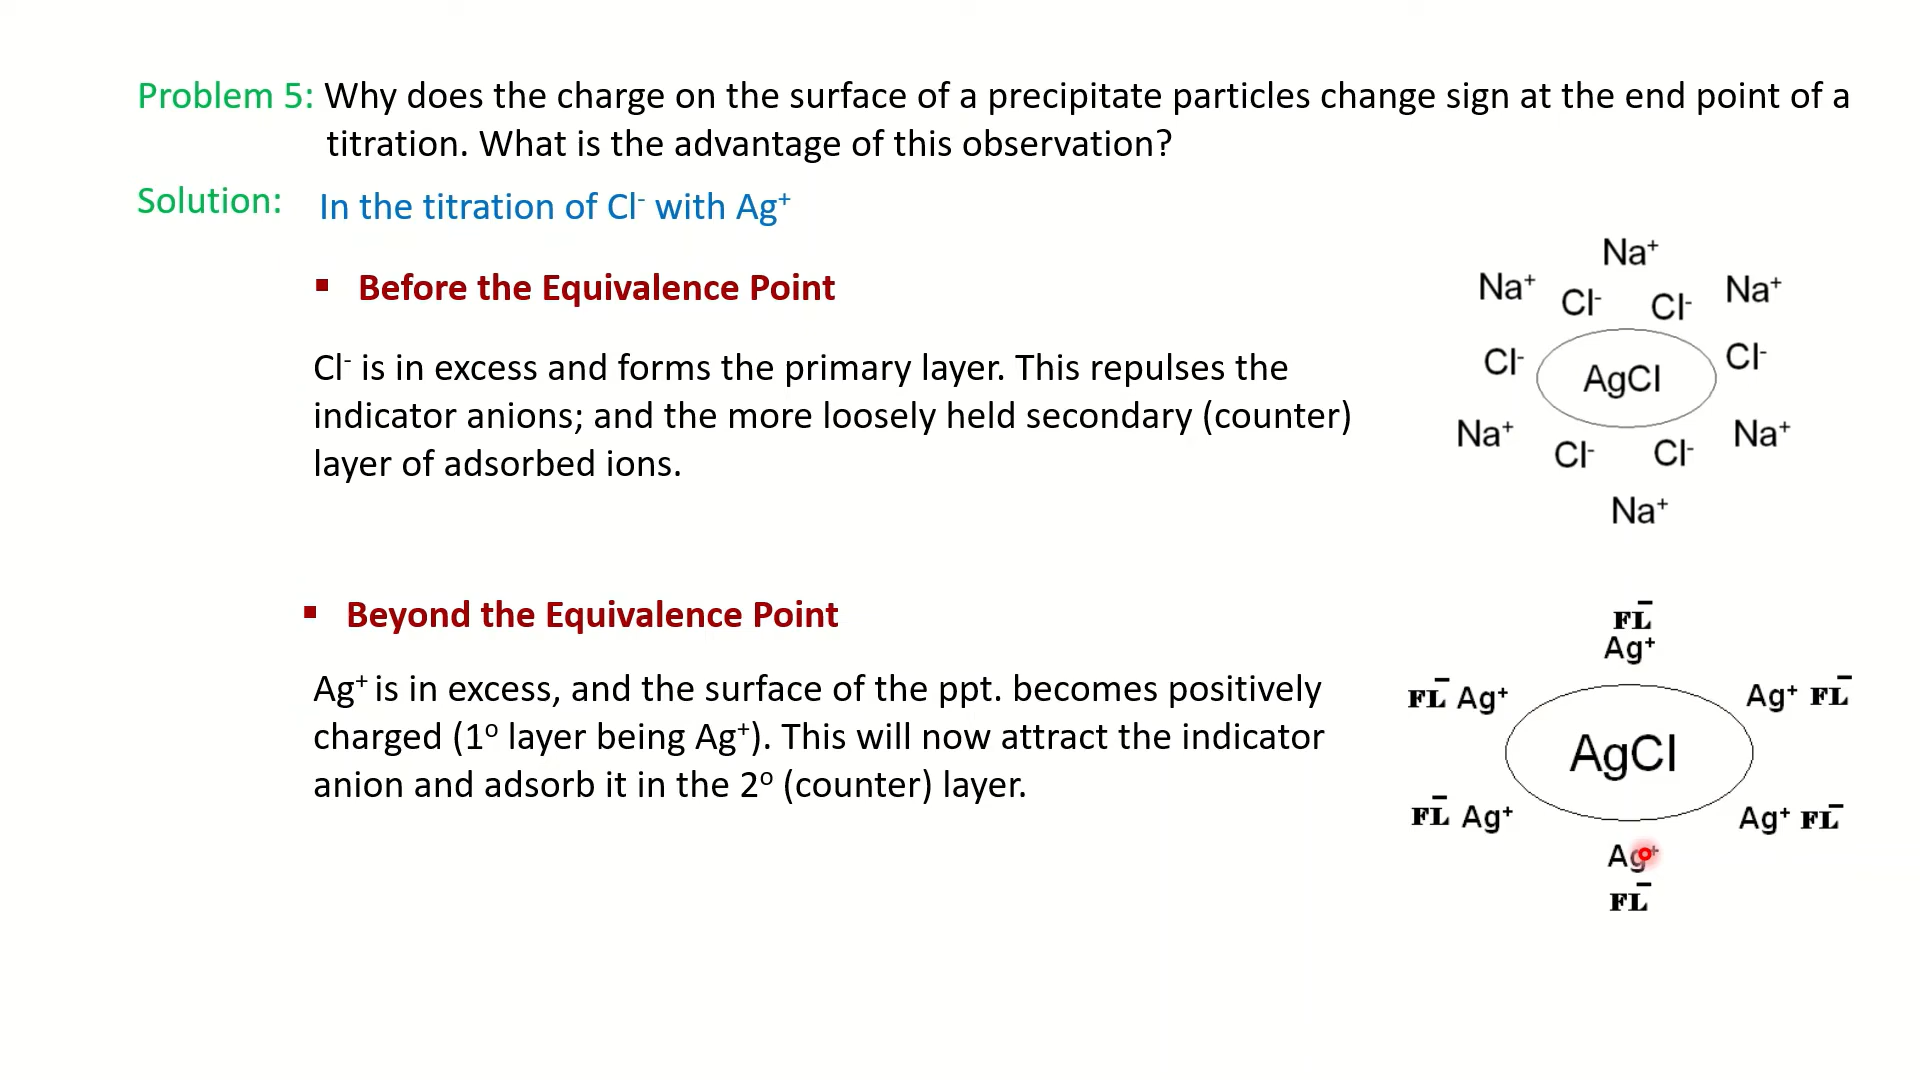 Problem 5: Why does the charge on the surface of a precipitate particles change sign at the end point of a
titration. What is the advantage of this observation?
Solution: In the titration of Cl⁻ with Ag⁺
▪ Before the Equivalence Point
Cl⁻ is in excess and forms the primary layer. This repulses the
indicator anions; and the more loosely held secondary (counter)
layer of adsorbed ions.
Na⁺
Na⁺ Cl⁻ Cl⁻ Na⁺
Cl⁻ AgCl Cl⁻
Na⁺ Cl⁻ Cl⁻ Na⁺
Na⁺
▪ Beyond the Equivalence Point
Ag⁺ is in excess, and the surface of the ppt. becomes positively
charged (1º layer being Ag⁺). This will now attract the indicator
anion and adsorb it in the 2º (counter) layer.
FL⁻
Ag⁺
FL⁻ Ag⁺ Ag⁺ FL⁻
AgCl
FL⁻ Ag⁺ Ag⁺ FL⁻
Ag⁺
FL⁻